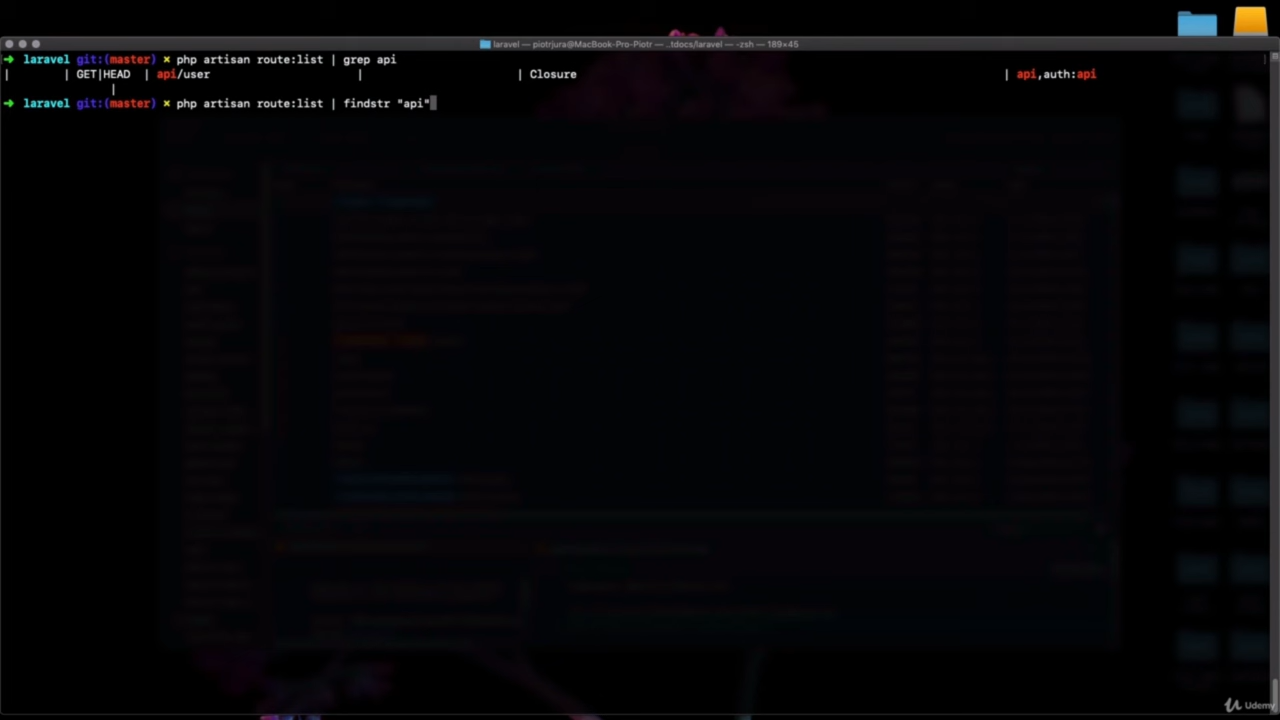 laravel — piotrjura@MacBook-Pro-Piotr — ..tdocs/laravel — -zsh — 189×45
➜ laravel git:(master) ✗ php artisan route:list | grep api
| | GET|HEAD | api/user | | Closure | api,auth:api
|
➜ laravel git:(master) ✗ php artisan route:list | findstr "api"
Udemy